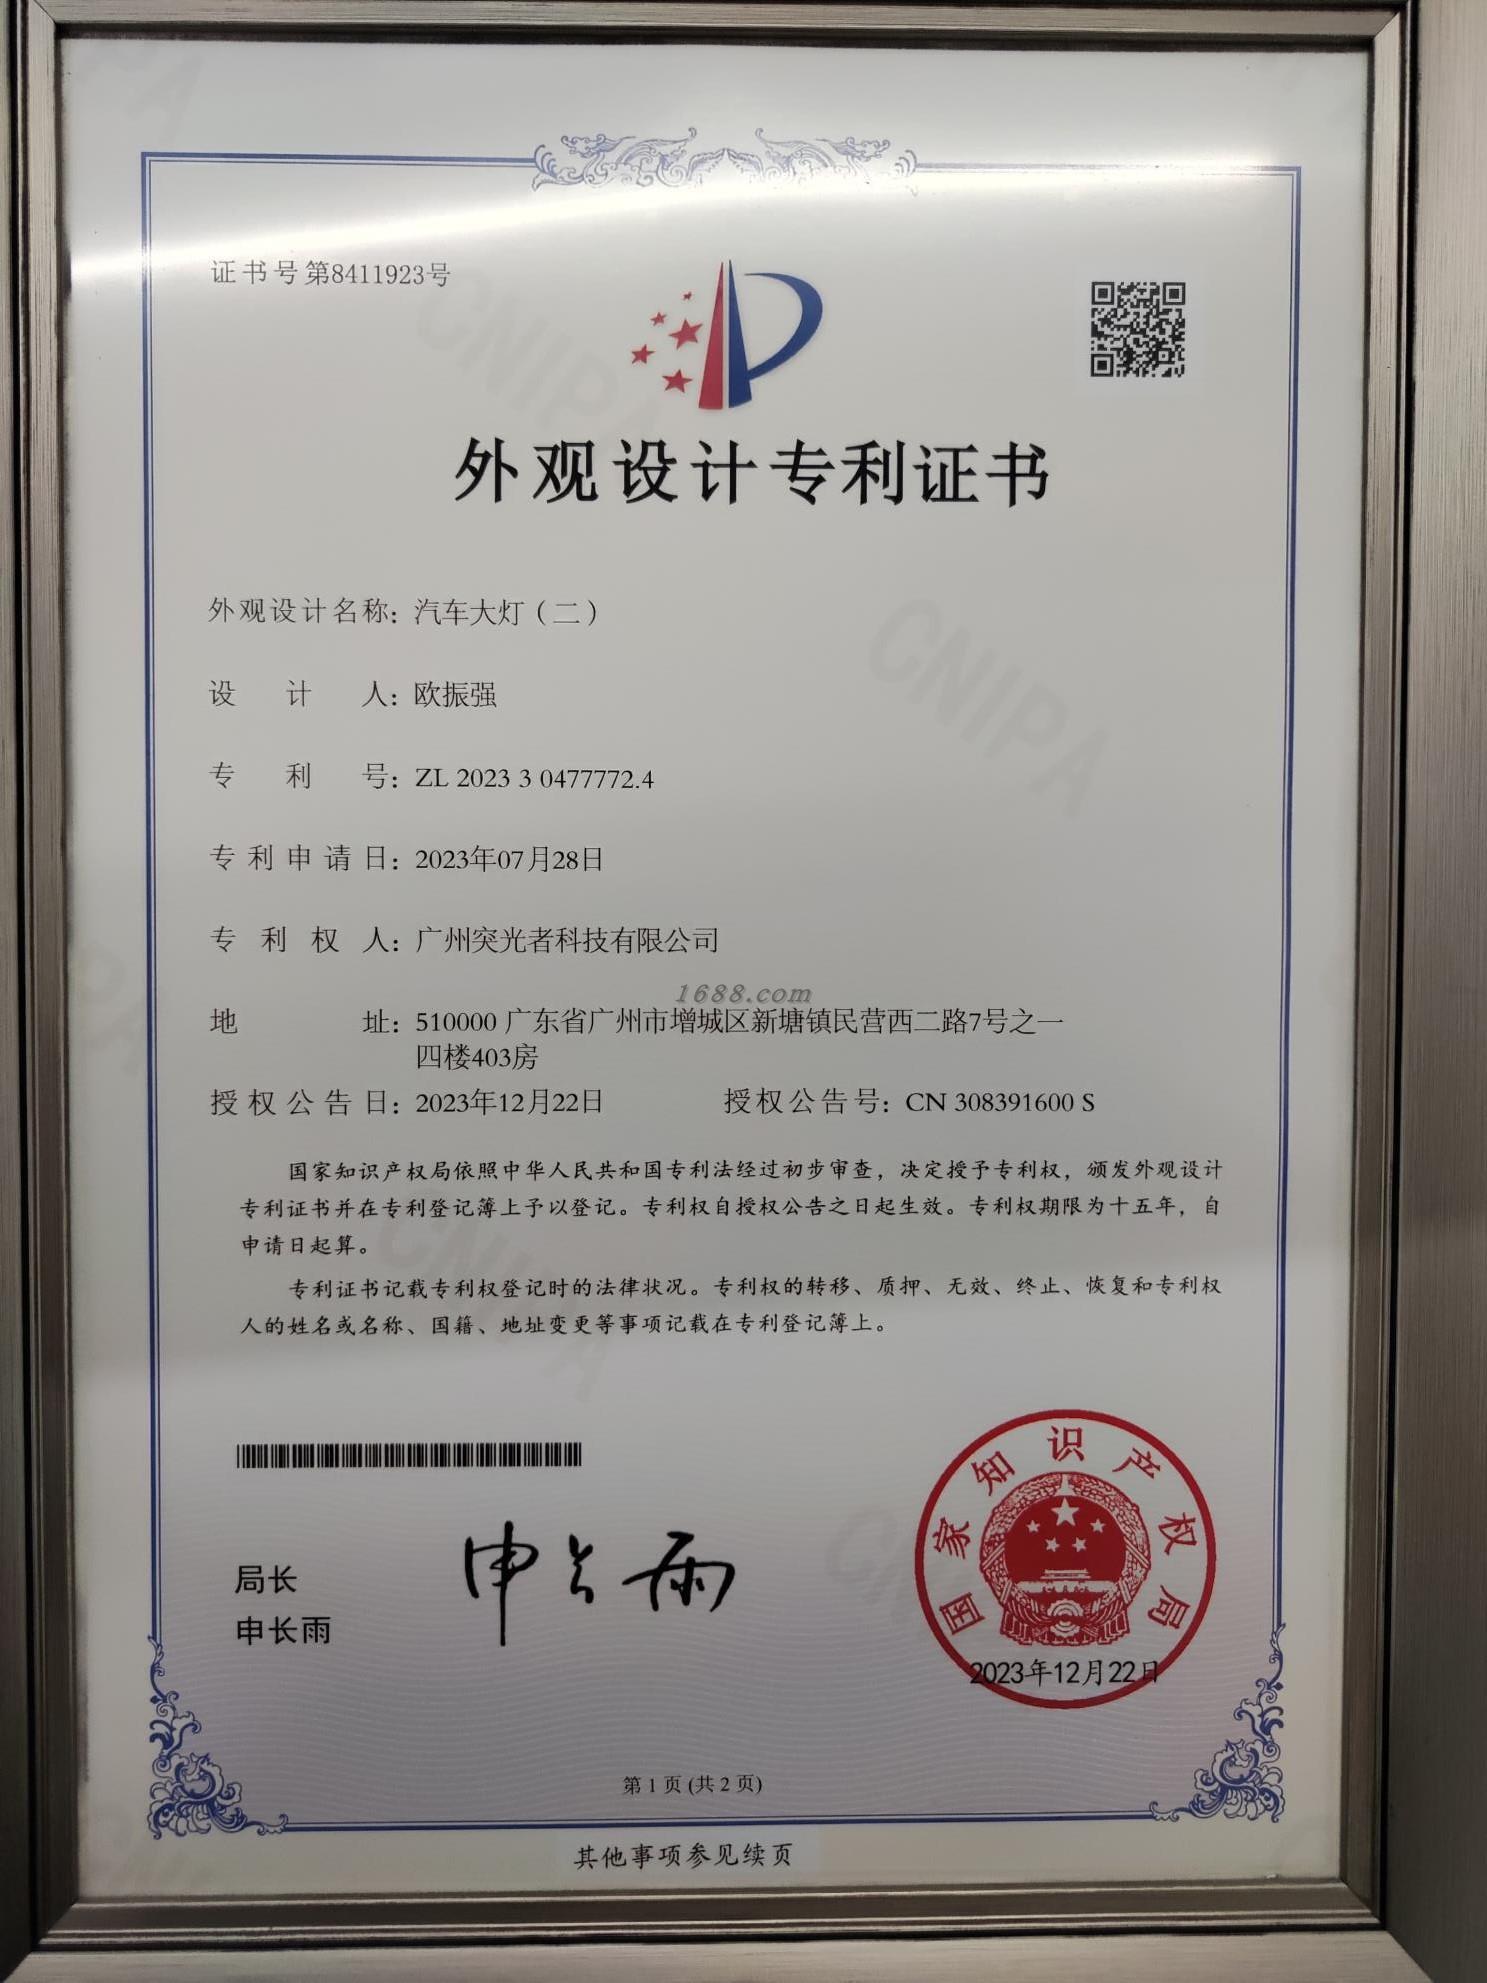 证书号第8411923号
外观设计专利证书
外观设计名称：汽车大灯（二）
设计人：欧振强
专利号：ZL 2023 3 0477772.4
专利申请日：2023年07月28日
专利权人：广州突光者科技有限公司
1688.com
地址：510000 广东省广州市增城区新塘镇民营西二路7号之一
四楼403房
授权公告日：2023年12月22日 授权公告号：CN 308391600 S
国家知识产权局依照中华人民共和国专利法经过初步审查，决定授予专利权，颁发外观设计
专利证书并在专利登记簿上予以登记。专利权自授权公告之日起生效。专利权期限为十五年，自
申请日起算。
专利证书记载专利权登记时的法律状况。专利权的转移、质押、无效、终止、恢复和专利权
人的姓名或名称、国籍、地址变更等事项记载在专利登记簿上。
局长
申长雨
申长雨
国家知识产权局
2023年12月22日
第 1 页 (共 2 页)
其他事项参见续页
CNIPA
CNIPA
CNIPA